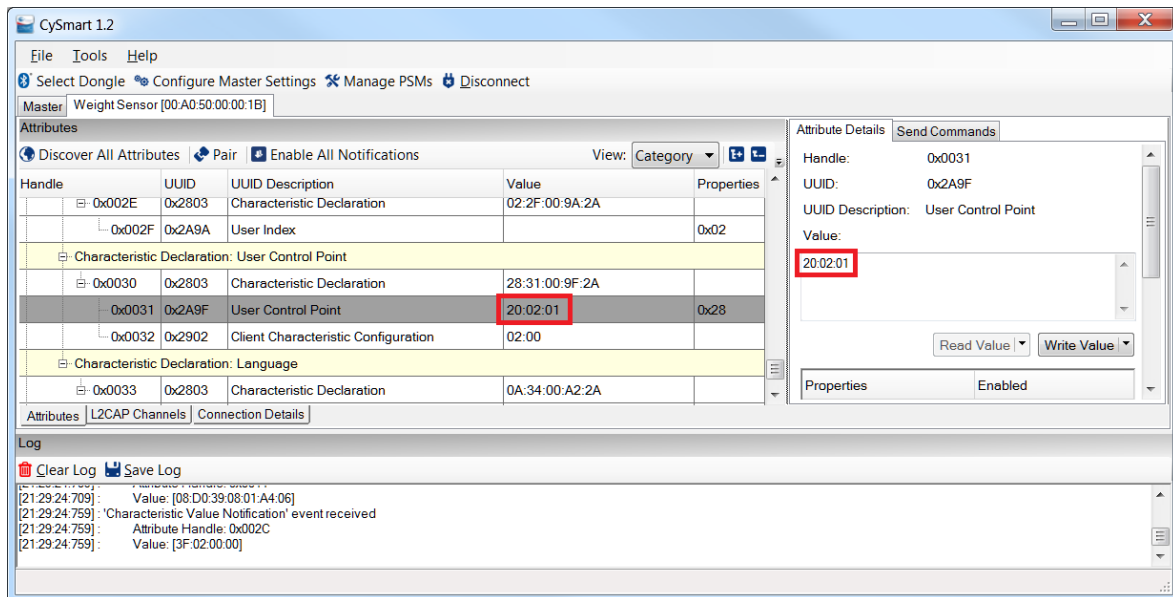 CySmart 1.2
File Tools Help
Select Dongle Configure Master Settings Manage PSMs Disconnect
Master Weight Sensor [00:A0:50:00:00:1B]
Attributes
Discover All Attributes Pair Enable All Notifications View: Category
Handle UUID UUID Description Value Properties
0x002E 0x2803 Characteristic Declaration 02:2F:00:9A:2A
0x002F 0x2A9A User Index 0x02
Characteristic Declaration: User Control Point
0x0030 0x2803 Characteristic Declaration 28:31:00:9F:2A
0x0031 0x2A9F User Control Point 20:02:01 0x28
0x0032 0x2902 Client Characteristic Configuration 02:00
Characteristic Declaration: Language
0x0033 0x2803 Characteristic Declaration 0A:34:00:A2:2A
Attributes L2CAP Channels Connection Details
Attribute Details Send Commands
Handle: 0x0031
UUID: 0x2A9F
UUID Description: User Control Point
Value:
20:02:01
Read Value Write Value
Properties Enabled
Log
Clear Log Save Log
[21:29:24:709] : Value: [08:D0:39:08:01:A4:06]
[21:29:24:759] : 'Characteristic Value Notification' event received
[21:29:24:759] : Attribute Handle: 0x002C
[21:29:24:759] : Value: [3F:02:00:00]